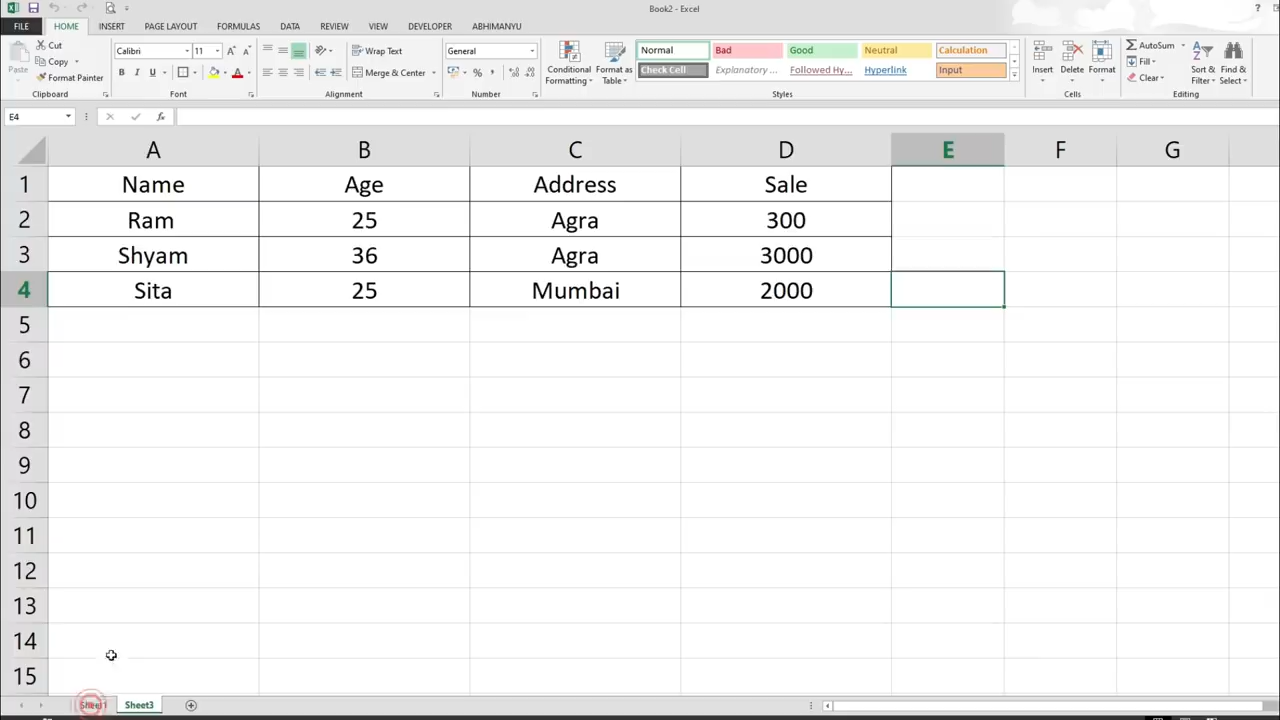 Book2 - Excel
?
FILE HOME INSERT PAGE LAYOUT FORMULAS DATA REVIEW VIEW DEVELOPER ABHIMANYU
Paste
Cut
Copy
Format Painter
Clipboard
Calibri 11
B I U
Font
Wrap Text
Merge & Center
Alignment
General
%
Number
Conditional Formatting
Format as Table
Normal Bad Good Neutral Calculation
Check Cell Explanatory ... Followed Hy... Hyperlink Input
Styles
Insert Delete Format
Cells
AutoSum
Fill
Clear
Sort & Filter
Find & Select
Editing
E4
fx
A B C D E F G
1 Name Age Address Sale
2 Ram 25 Agra 300
3 Shyam 36 Agra 3000
4 Sita 25 Mumbai 2000
5
6
7
8
9
10
11
12
13
14
15
Sheet1 Sheet3